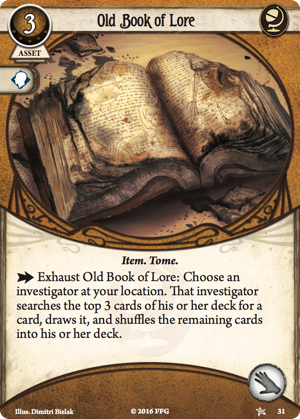 3
Old Book of Lore
ASSET
Item. Tome.
Exhaust Old Book of Lore: Choose an
investigator at your location. That investigator
searches the top 3 cards of his or her deck for a
card, draws it, and shuffles the remaining cards
into his or her deck.
Illus. Dimitri Bielak
© 2016 FFG
31